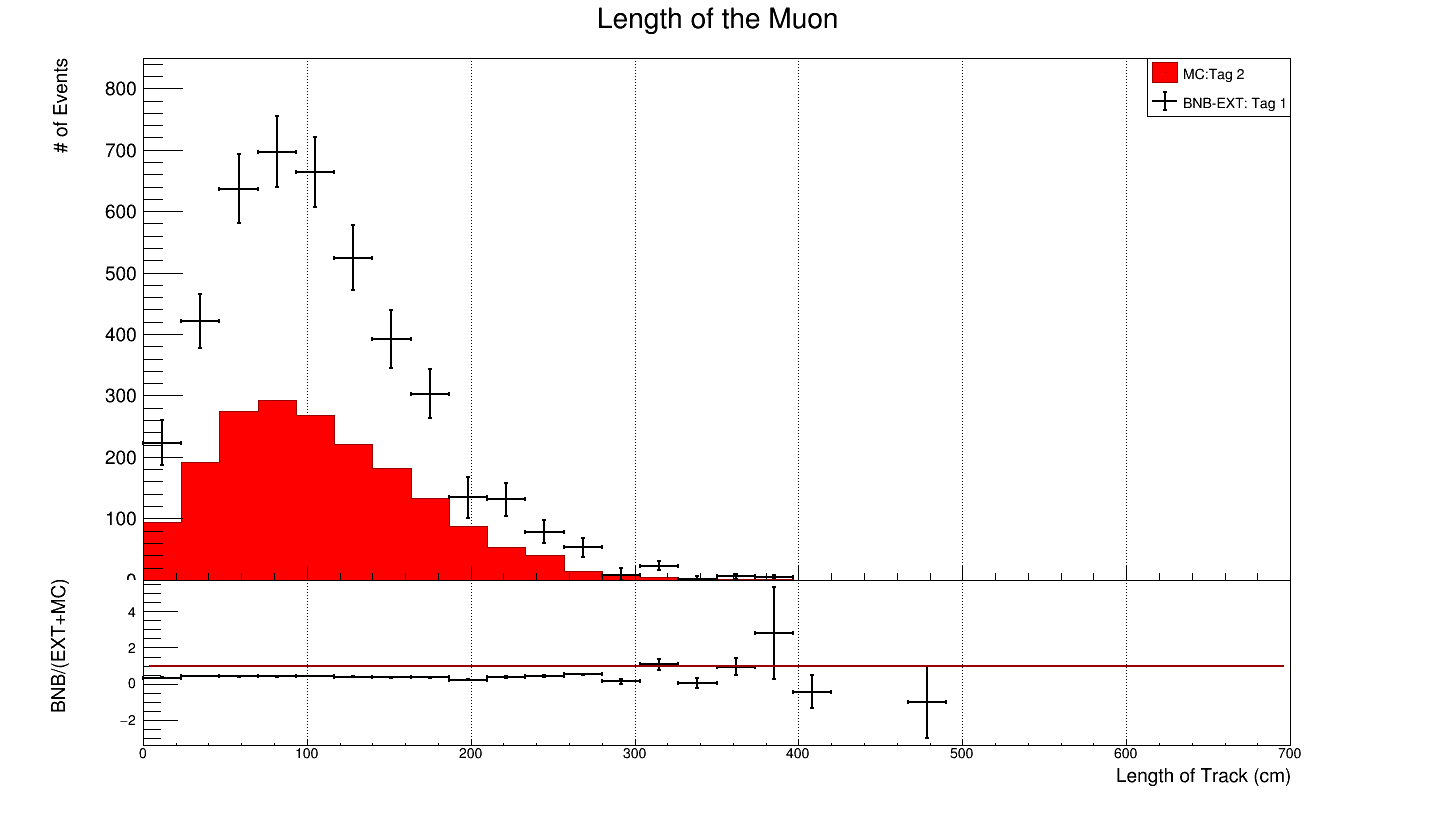 Length of the Muon
# of Events
800
700
600
500
400
300
200
100
0
MC:Tag 2
BNB-EXT: Tag 1
BNB/(EXT+MC)
4
2
0
−2
0 100 200 300 400 500 600 700
Length of Track (cm)